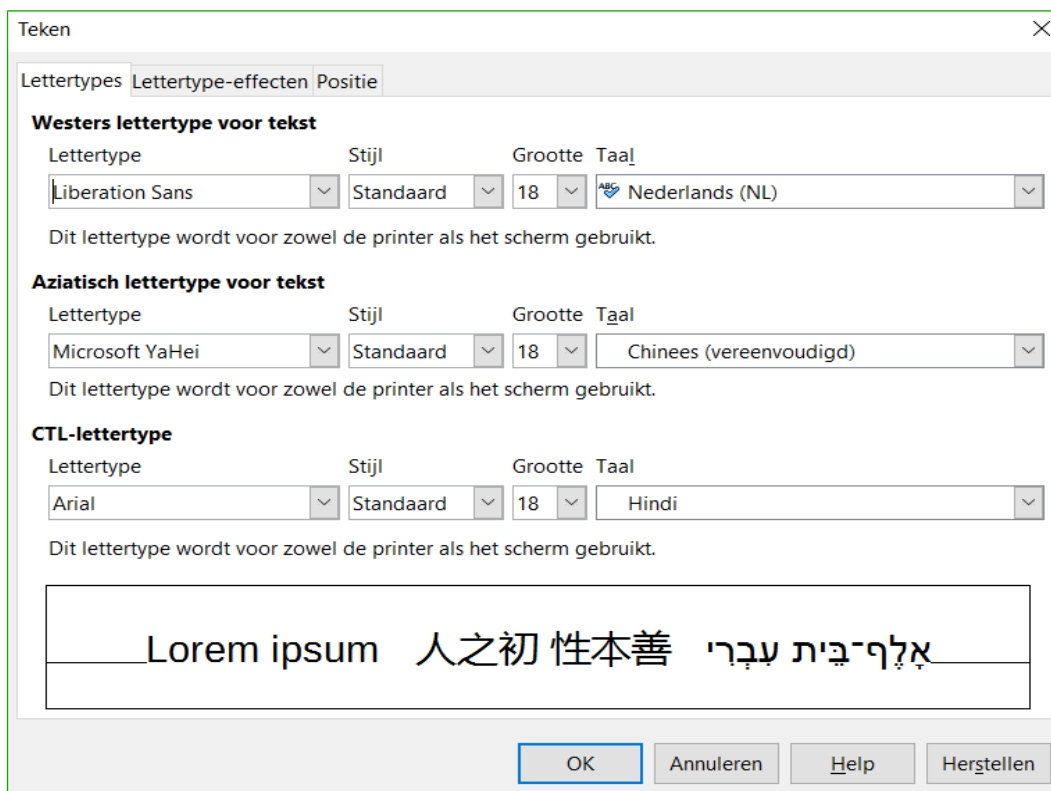 Teken
Lettertypes Lettertype-effecten Positie
Westers lettertype voor tekst
Lettertype Stijl Grootte Taal
Liberation Sans Standaard 18 ABC Nederlands (NL)
Dit lettertype wordt voor zowel de printer als het scherm gebruikt.
Aziatisch lettertype voor tekst
Lettertype Stijl Grootte Taal
Microsoft YaHei Standaard 18 Chinees (vereenvoudigd)
Dit lettertype wordt voor zowel de printer als het scherm gebruikt.
CTL-lettertype
Lettertype Stijl Grootte Taal
Arial Standaard 18 Hindi
Dit lettertype wordt voor zowel de printer als het scherm gebruikt.
Lorem ipsum 人之初 性本善 אָלֶף־בֵּית עִבְרִי
OK Annuleren Help Herstellen